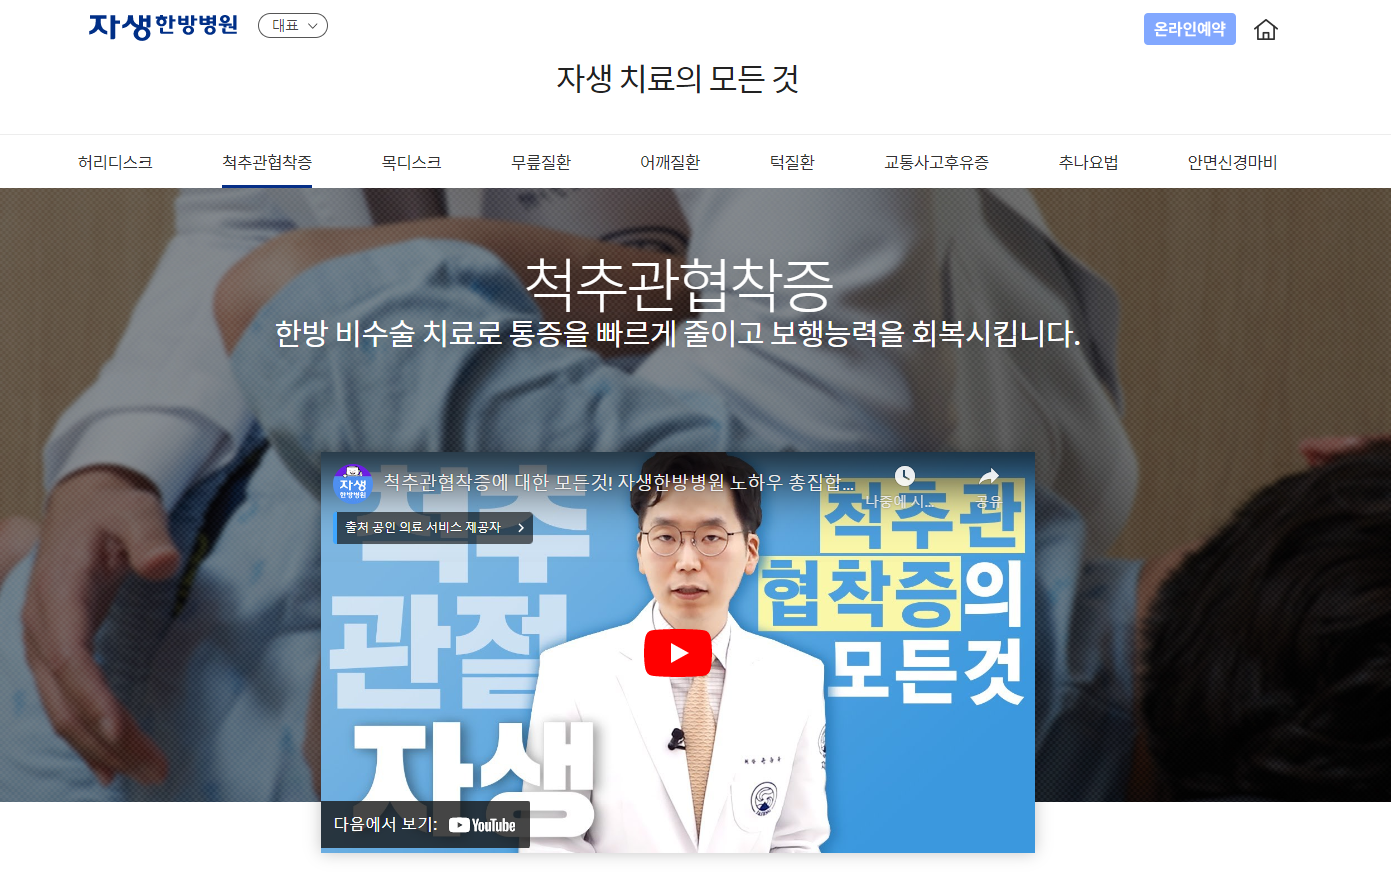 자생한방병원
대표
온라인예약
자생 치료의 모든 것
허리디스크 척추관협착증 목디스크 무릎질환 어깨질환 턱질환 교통사고후유증 추나요법 안면신경마비
척추관협착증
한방 비수술 치료로 통증을 빠르게 줄이고 보행능력을 회복시킵니다.
자생
한방병원
척추관협착증에 대한 모든것! 자생한방병원 노하우 총집합...
나중에 시...
공유
출처 공인 의료 서비스 제공자
척추
관절
자생
척추관
협착증의
모든것
다음에서 보기: YouTube